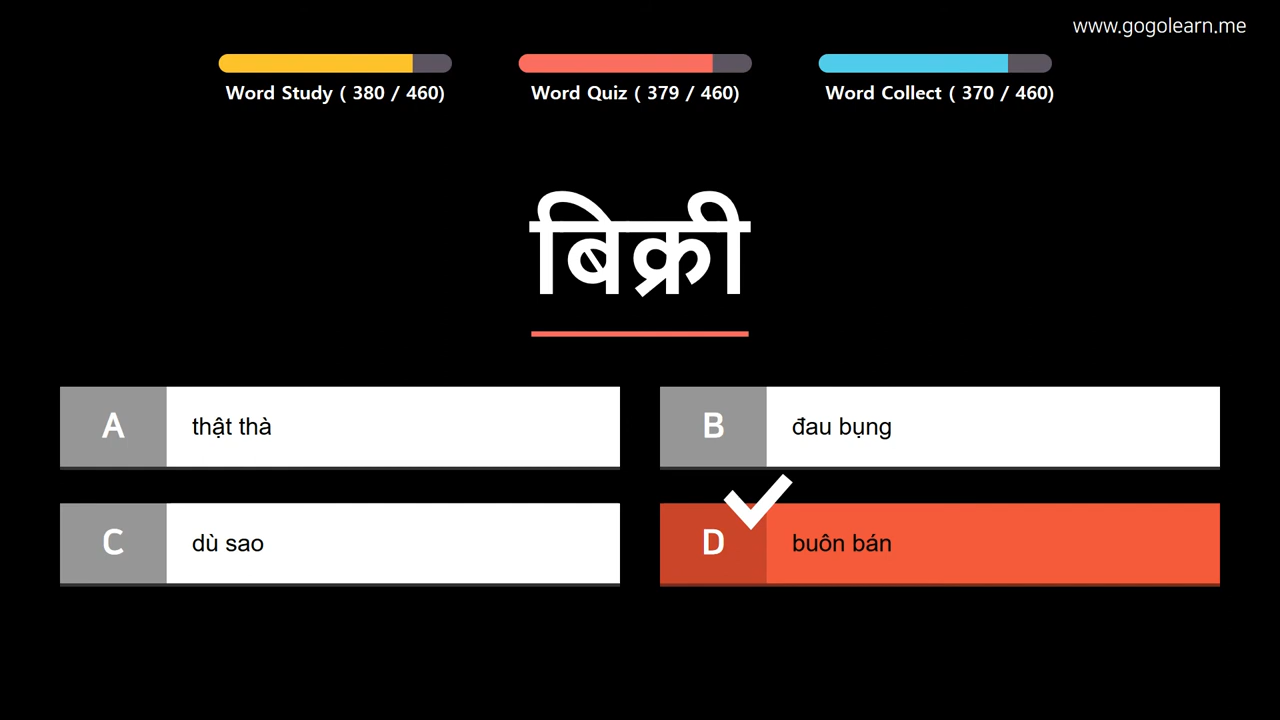 www.gogolearn.me
Word Study ( 380 / 460)
Word Quiz ( 379 / 460)
Word Collect ( 370 / 460)
बिक्री
A thật thà
B đau bụng
C dù sao
D buôn bán